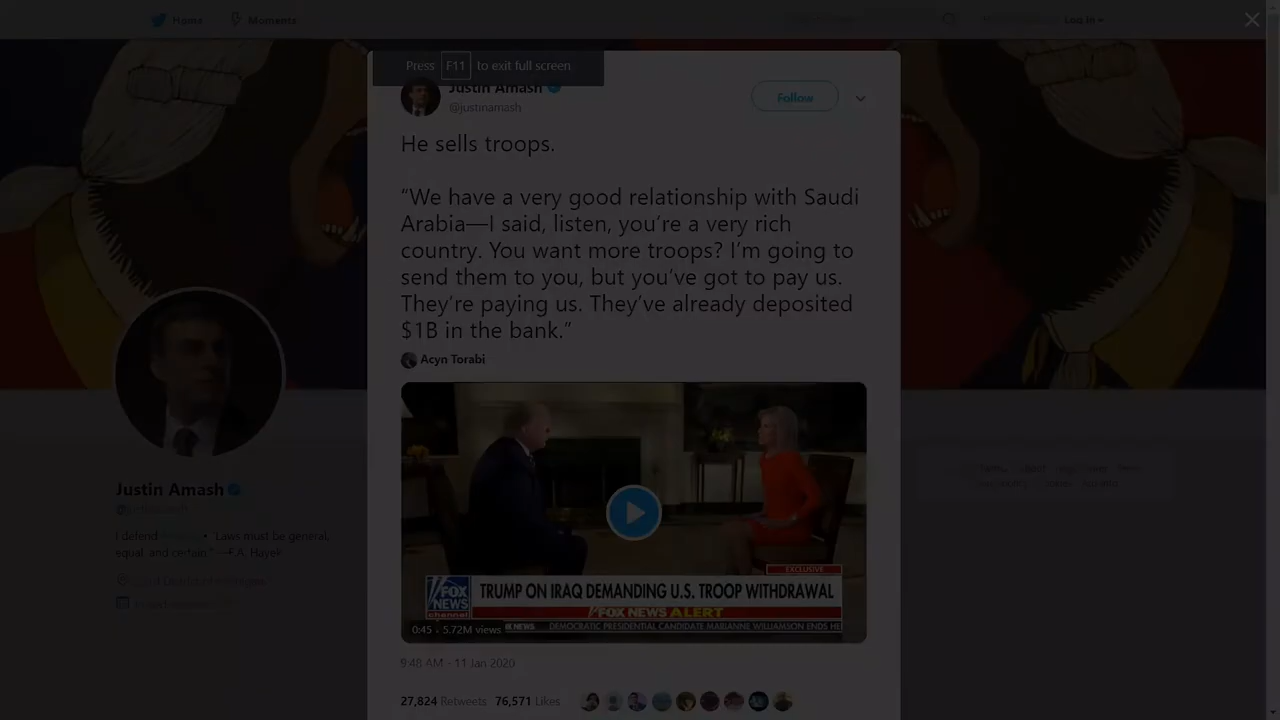 Home
Moments
Log in
Press F11 to exit full screen
Justin Amash
@justinamash
Follow
He sells troops.
“We have a very good relationship with Saudi
Arabia—I said, listen, you’re a very rich
country. You want more troops? I’m going to
send them to you, but you’ve got to pay us.
They’re paying us. They’ve already deposited
$1B in the bank.”
Acyn Torabi
EXCLUSIVE
FOX
NEWS
channel
TRUMP ON IRAQ DEMANDING U.S. TROOP WITHDRAWAL
FOX NEWS ALERT
DEMOCRATIC PRESIDENTIAL CANDIDATE MARIANNE WILLIAMSON ENDS HE
0:45 · 5.72M views
9:48 AM - 11 Jan 2020
27,824 Retweets 76,571 Likes
Justin Amash
@justinamash
I defend • “Laws must be general,
equal, and certain.” —F.A. Hayek